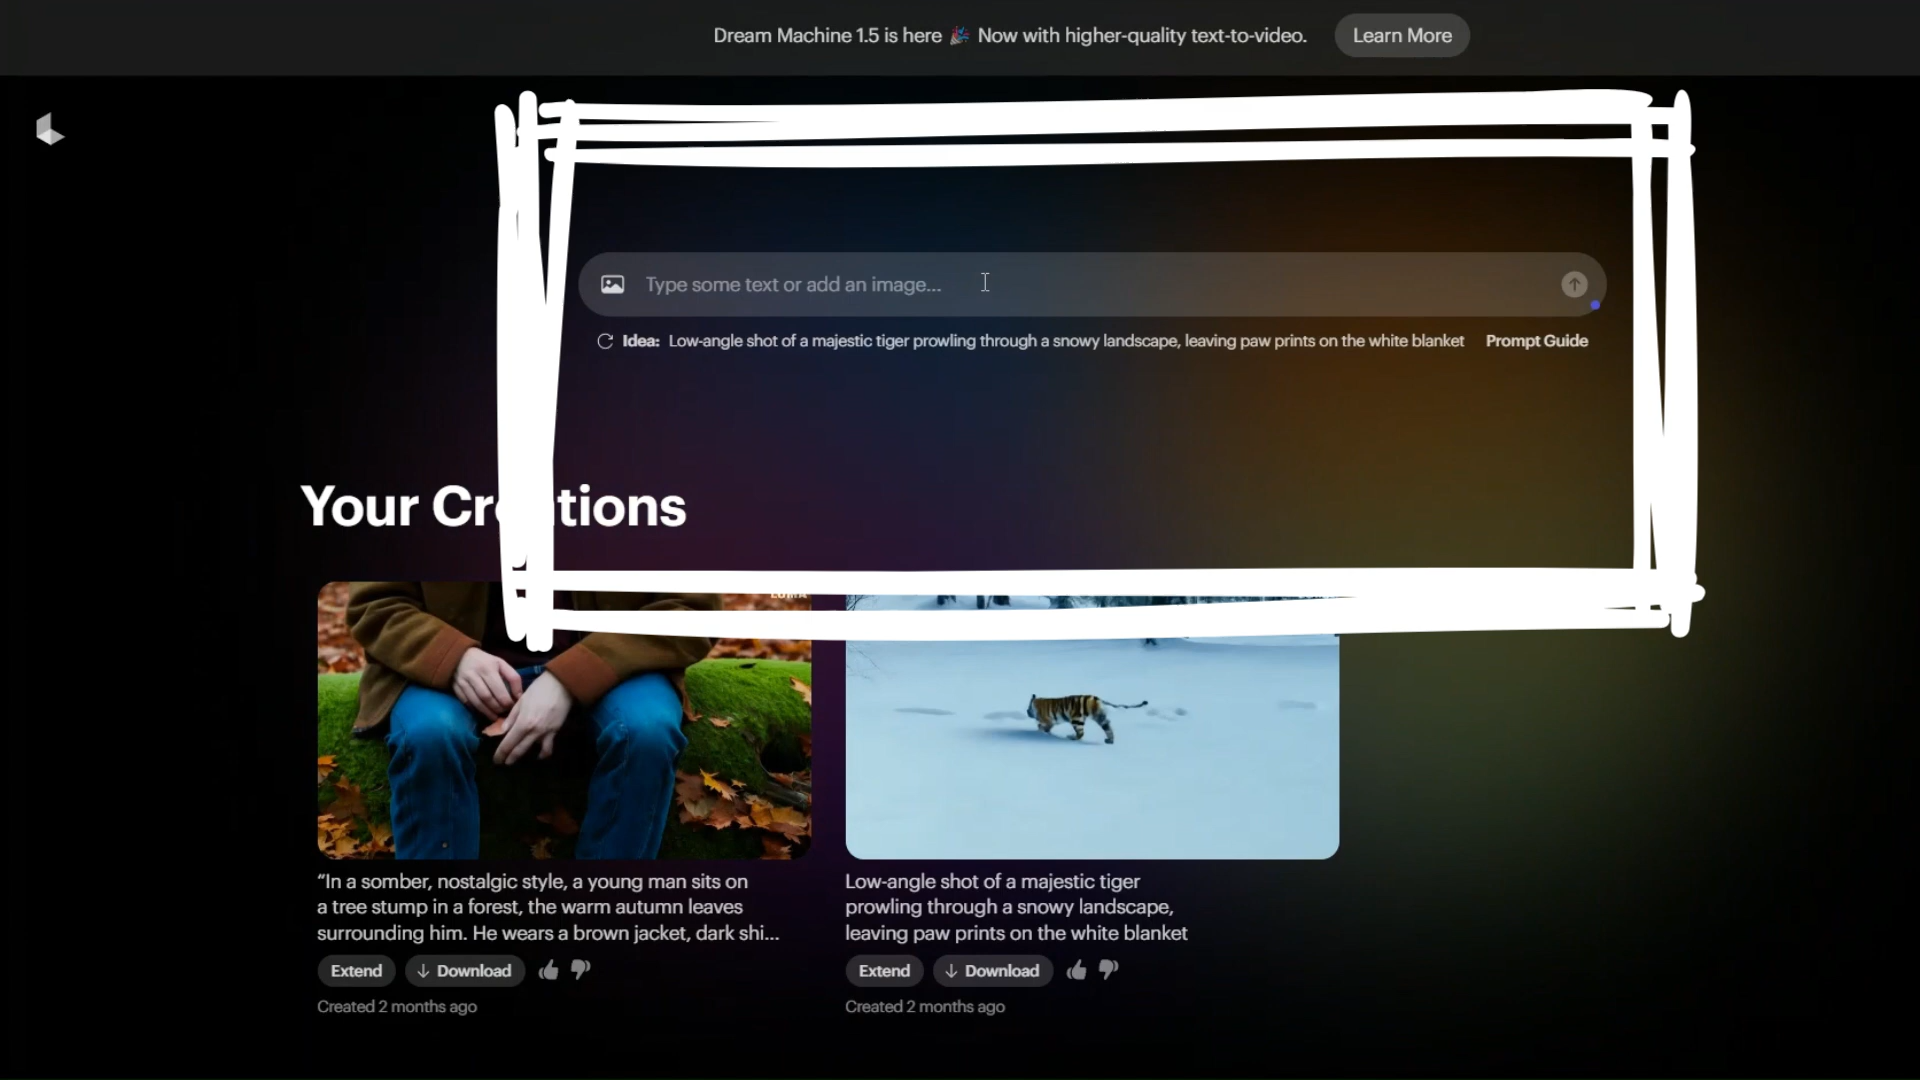 Dream Machine 1.5 is here 🎉 Now with higher-quality text-to-video.
Learn More
Type some text or add an image...
Idea: Low-angle shot of a majestic tiger prowling through a snowy landscape, leaving paw prints on the white blanket
Prompt Guide
Your Cr tions
“In a somber, nostalgic style, a young man sits on
a tree stump in a forest, the warm autumn leaves
surrounding him. He wears a brown jacket, dark shi...
Extend
Download
Created 2 months ago
Low-angle shot of a majestic tiger
prowling through a snowy landscape,
leaving paw prints on the white blanket
Extend
Download
Created 2 months ago